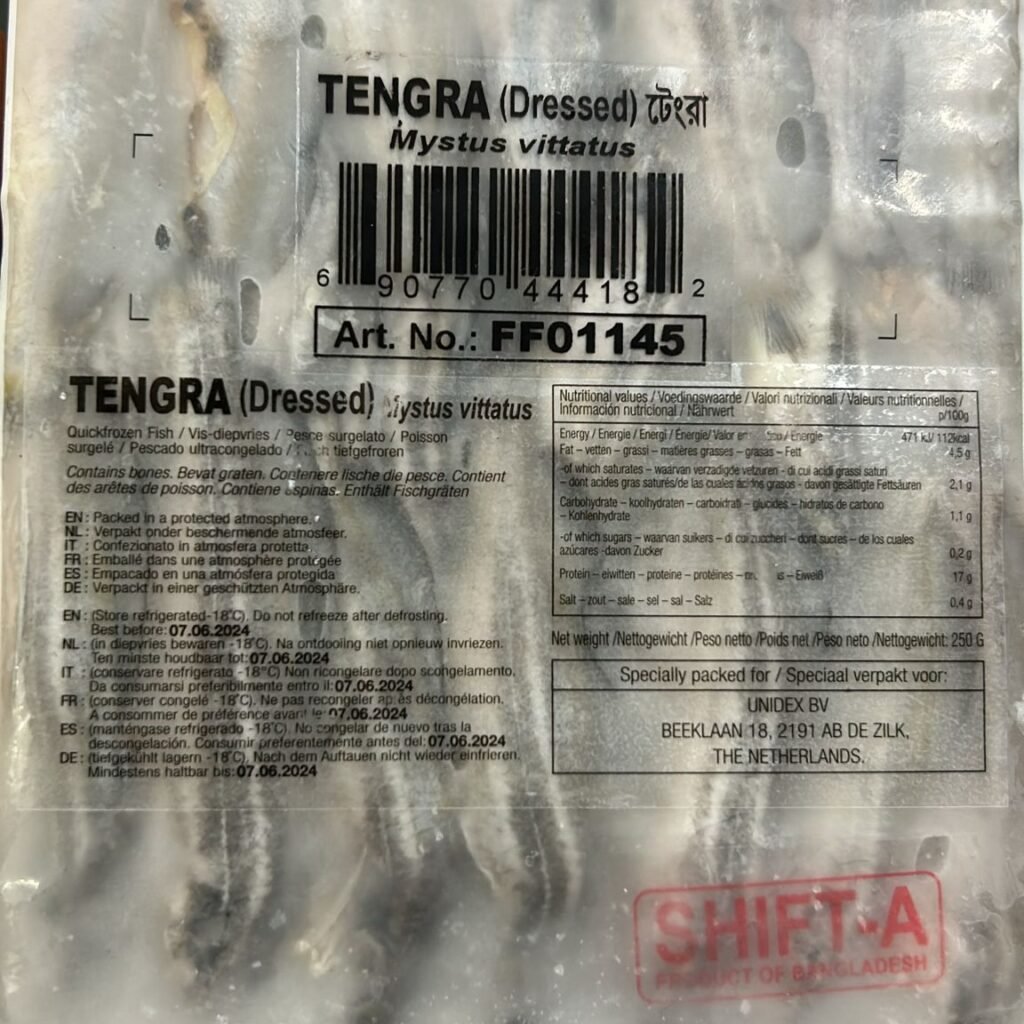 TENGRA (Dressed) টেংরা
Mystus vittatus
6 90770 44418 2
Art. No.: FF01145
TENGRA (Dressed) Mystus vittatus
Quickfrozen Fish / Vis-diepvries / Pesce surgelato / Poisson
surgelé / Pescado ultracongelado / Fisch tiefgefroren
Contains bones. Bevat graten. Contenere lische die pesce. Contient
des arêtes de poisson. Contiene espinas. Enthält Fischgräten
EN : Packed in a protected atmosphere.
NL : Verpakt onder beschermende atmosfeer.
IT : Confezionato in atmosfera protetta.
FR : Emballé dans une atmosphère protégée
ES : Empacado en una atmósfera protegida
DE : Verpackt in einer geschützten Atmosphäre.
EN : (Store refrigerated-18°C). Do not refreeze after defrosting.
Best before: 07.06.2024
NL : (in diepvries bewaren -18°C). Na ontdooiing niet opnieuw invriezen.
Ten minste houdbaar tot: 07.06.2024
IT : (conservare refrigerato -18°C) Non ricongelare dopo scongelamento.
Da consumarsi preferibilmente entro il: 07.06.2024
FR : (conserver congelé -18°C). Ne pas recongeler après décongélation.
A consommer de préférence avant le: 07.06.2024
ES : (manténgase refrigerado -18°C). No congelar de nuevo tras la
descongelación. Consumir preferentemente antes del: 07.06.2024
DE : (tiefgekühlt lagern -18°C). Nach dem Auftauen nicht wieder einfrieren.
Mindestens haltbar bis: 07.06.2024
Nutritional values / Voedingswaarde / Valori nutrizionali / Valeurs nutritionnelles /
Información nutricional / Nährwert p/100g
Energy / Energie / Energi / Énergie/ Valor / Energie 471 kJ/ 112kcal
Fat – vetten – grassi – matières grasses – grasas – Fett 4,5 g
-of which saturates – waarvan verzadigde vetzuren - di cui acidi grassi saturi
– dont acides gras saturés/de las cuales ácidos grasos - davon gesättigte Fettsäuren 2,1 g
Carbohydrate – koolhydraten – carboidrati – glucides – hidratos de carbono
– Kohlenhydrate 1,1 g
-of which sugars – waarvan suikers – di cui zuccheri – dont sucres – de los cuales
azúcares -davon Zucker 0,2 g
Protein – eiwitten – proteine – protéines – Eiweiß 17 g
Salt – zout – sale – sel – sal – Salz 0,4 g
Net weight /Nettogewicht /Peso netto /Poids net /Peso neto /Nettogewicht: 250 G
Specially packed for / Speciaal verpakt voor:
UNIDEX BV
BEEKLAAN 18, 2191 AB DE ZILK,
THE NETHERLANDS.
SHIFT-A
PRODUCT OF BANGLADESH